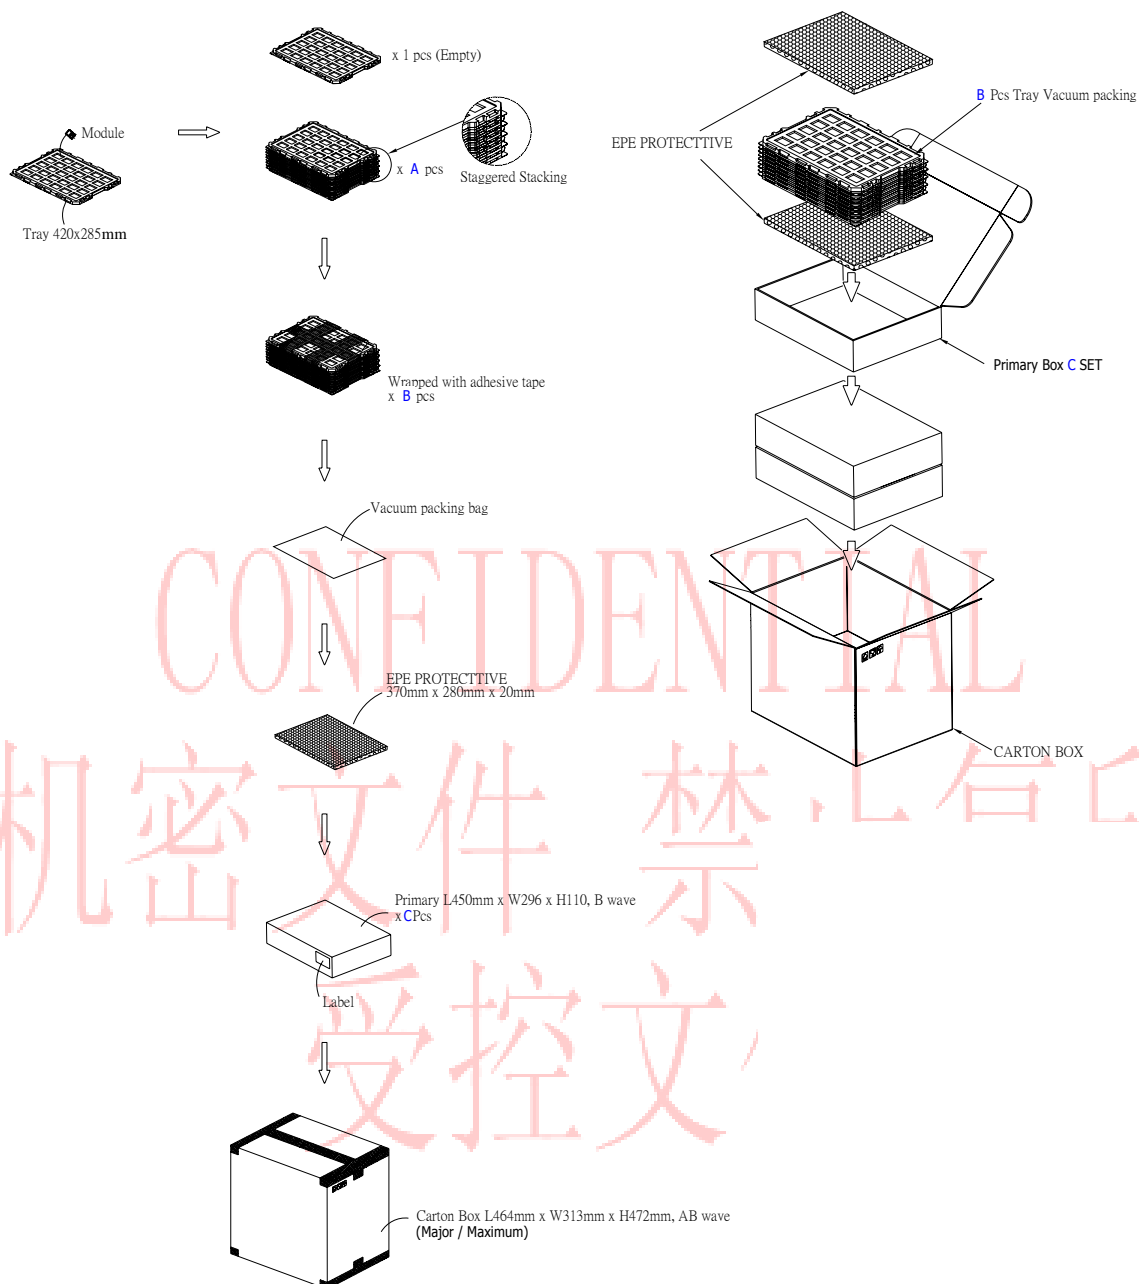 x 1 pcs (Empty)
Module
Tray 420x285mm
x A pcs
Staggered Stacking
Wrapped with adhesive tape
x B pcs
Vacuum packing bag
EPE PROTECTTIVE
370mm x 280mm x 20mm
Primary L450mm x W296 x H110, B wave
x C Pcs
Label
Carton Box L464mm x W313mm x H472mm, AB wave
(Major / Maximum)
B Pcs Tray Vacuum packing
EPE PROTECTTIVE
Primary Box C SET
CARTON BOX
CONFIDENTIAL
机密文件 禁止
受控文